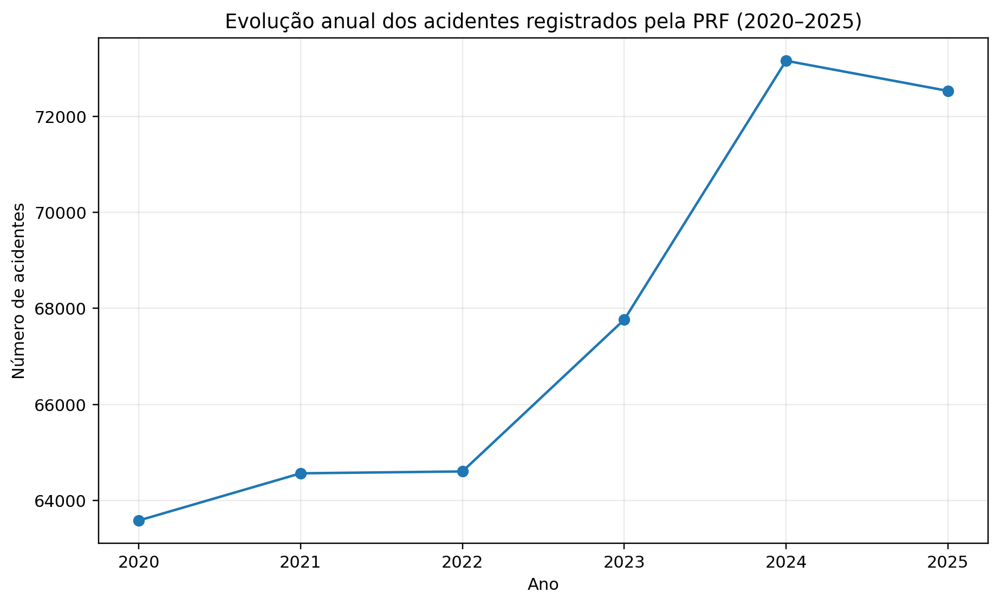 Evolução anual dos acidentes registrados pela PRF (2020–2025)
Número de acidentes
72000
70000
68000
66000
64000
2020 2021 2022 2023 2024 2025
Ano